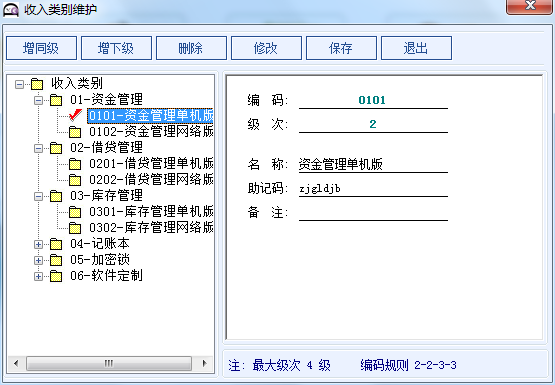 收入类别维护
增同级 增下级 删除 修改 保存 退出
收入类别
01-资金管理
0101-资金管理单机版
0102-资金管理网络版
02-借贷管理
0201-借贷管理单机版
0202-借贷管理网络版
03-库存管理
0301-库存管理单机版
0302-库存管理网络版
04-记账本
05-加密锁
06-软件定制
编 码: 0101
级 次: 2
名 称: 资金管理单机版
助记码: zjgldjb
备 注:
注: 最大级次 4 级 编码规则 2-2-3-3